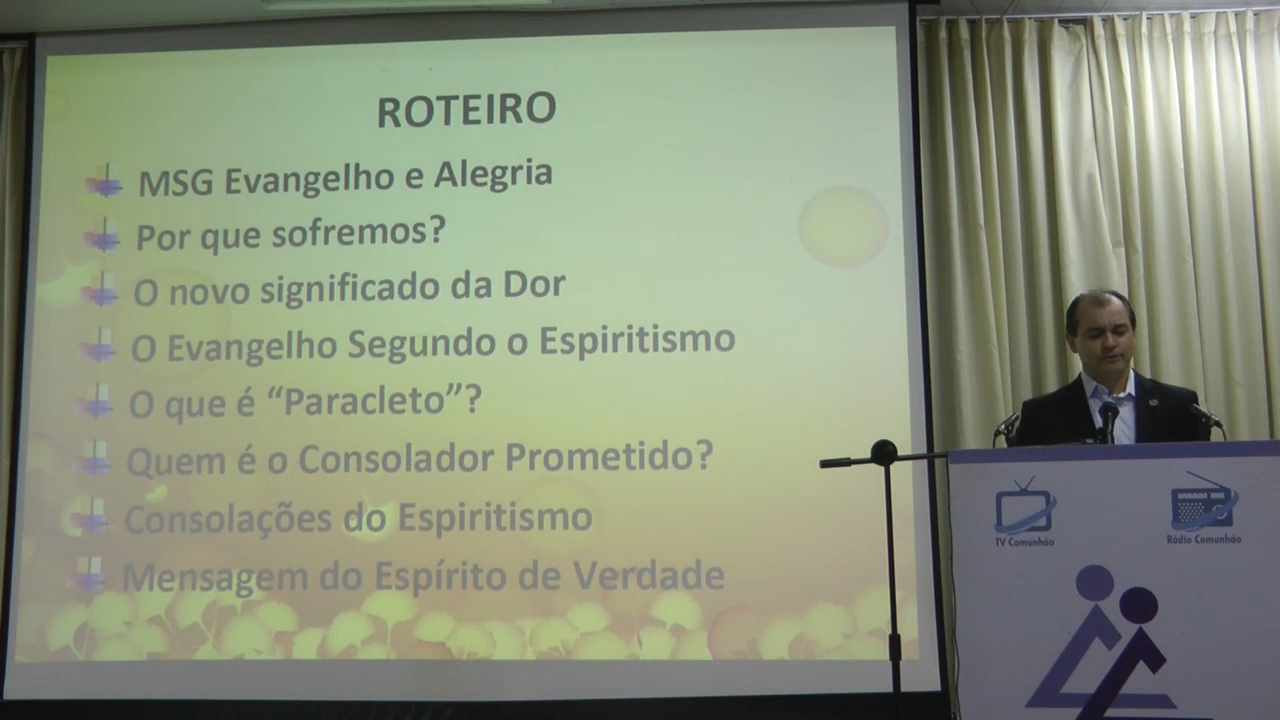 ROTEIRO
MSG Evangelho e Alegria
Por que sofremos?
O novo significado da Dor
O Evangelho Segundo o Espiritismo
O que é “Paracleto”?
Quem é o Consolador Prometido?
Consolações do Espiritismo
Mensagem do Espírito de Verdade
TV Comunhão
Rádio Comunhão